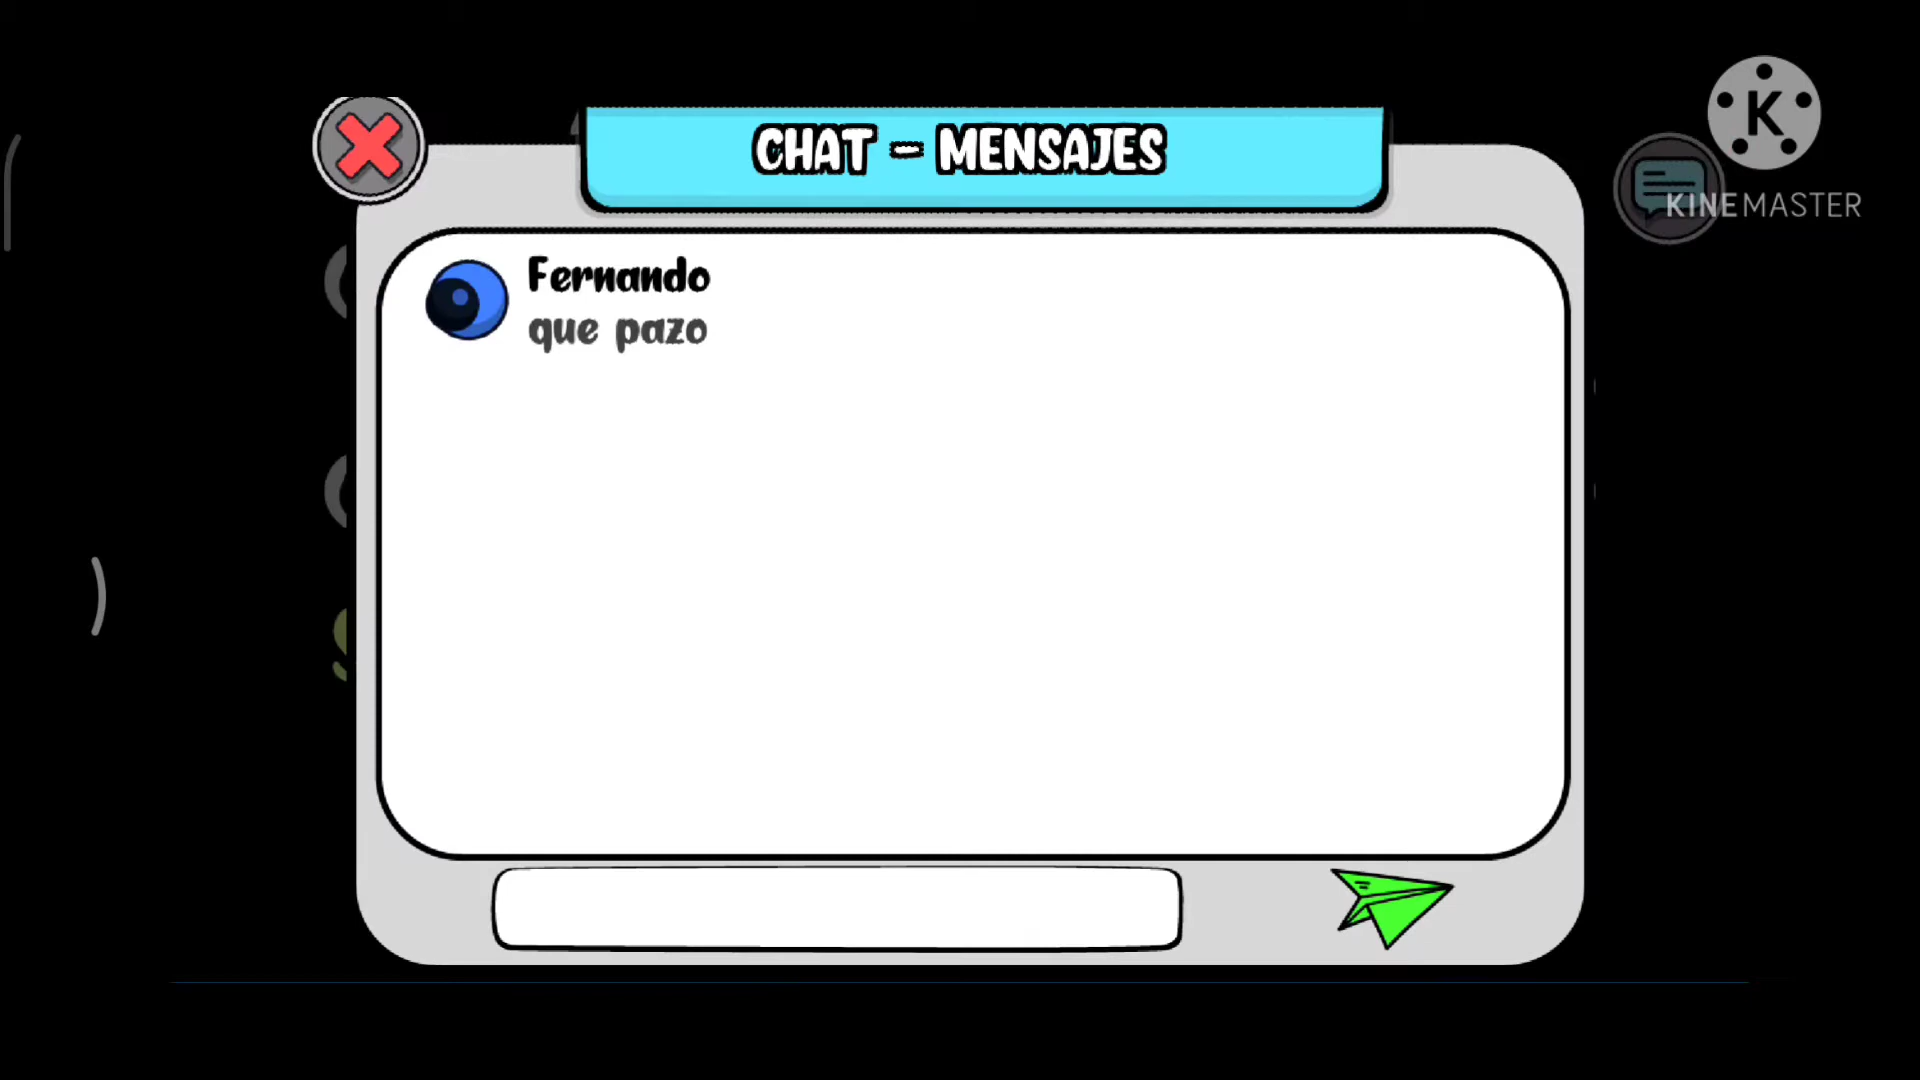 CHAT - MENSAJES
K
KINEMASTER
Fernando
que pazo